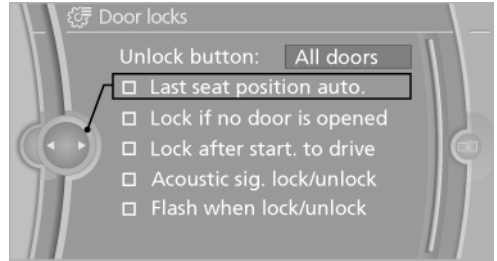 Door locks
Unlock button: All doors
Last seat position auto.
Lock if no door is opened
Lock after start. to drive
Acoustic sig. lock/unlock
Flash when lock/unlock